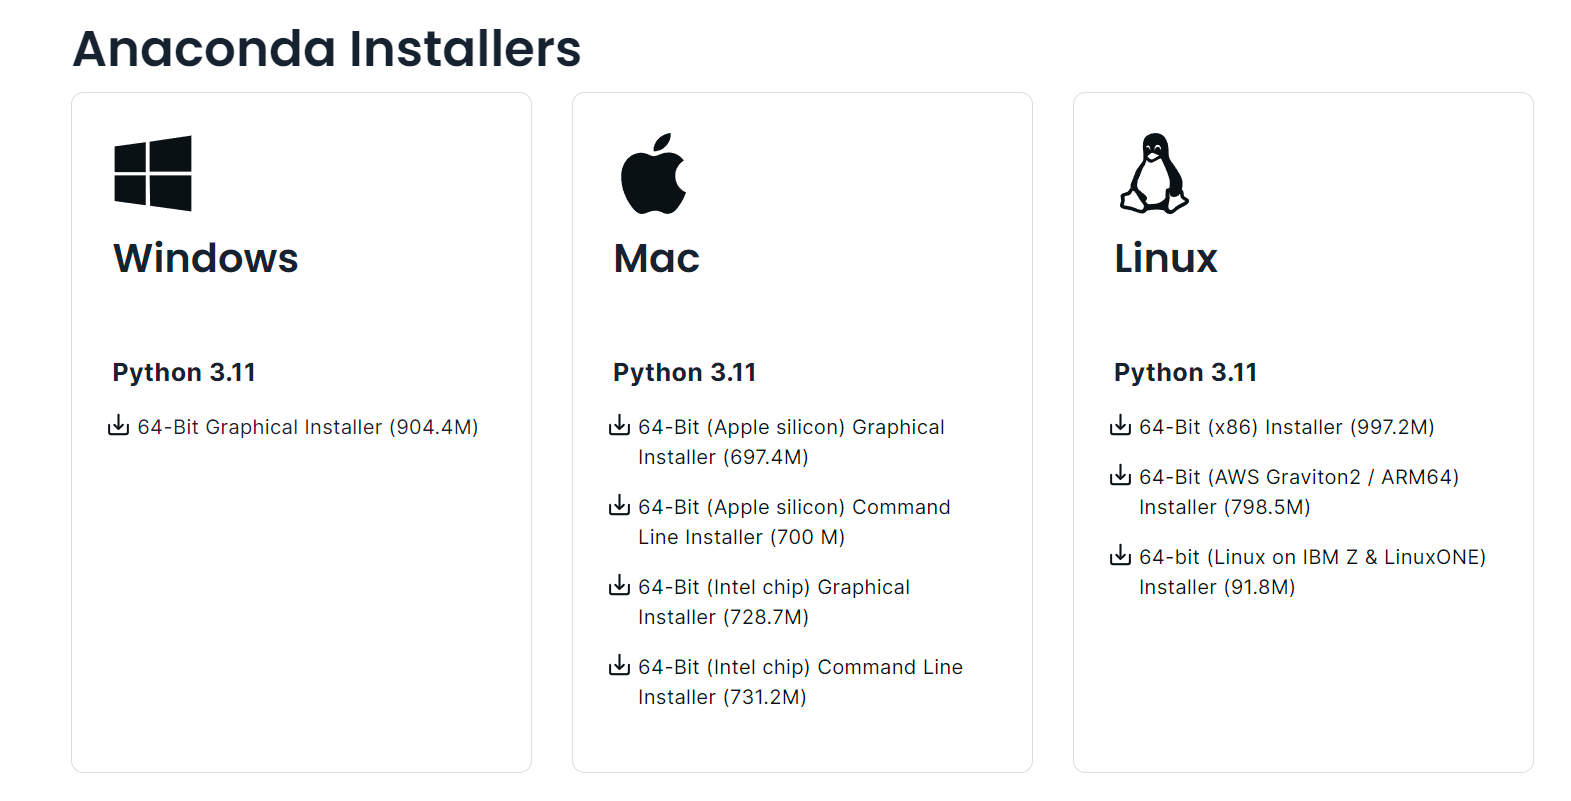 Anaconda Installers
Windows
Python 3.11
64-Bit Graphical Installer (904.4M)
Mac
Python 3.11
64-Bit (Apple silicon) Graphical
Installer (697.4M)
64-Bit (Apple silicon) Command
Line Installer (700 M)
64-Bit (Intel chip) Graphical
Installer (728.7M)
64-Bit (Intel chip) Command Line
Installer (731.2M)
Linux
Python 3.11
64-Bit (x86) Installer (997.2M)
64-Bit (AWS Graviton2 / ARM64)
Installer (798.5M)
64-bit (Linux on IBM Z & LinuxONE)
Installer (91.8M)